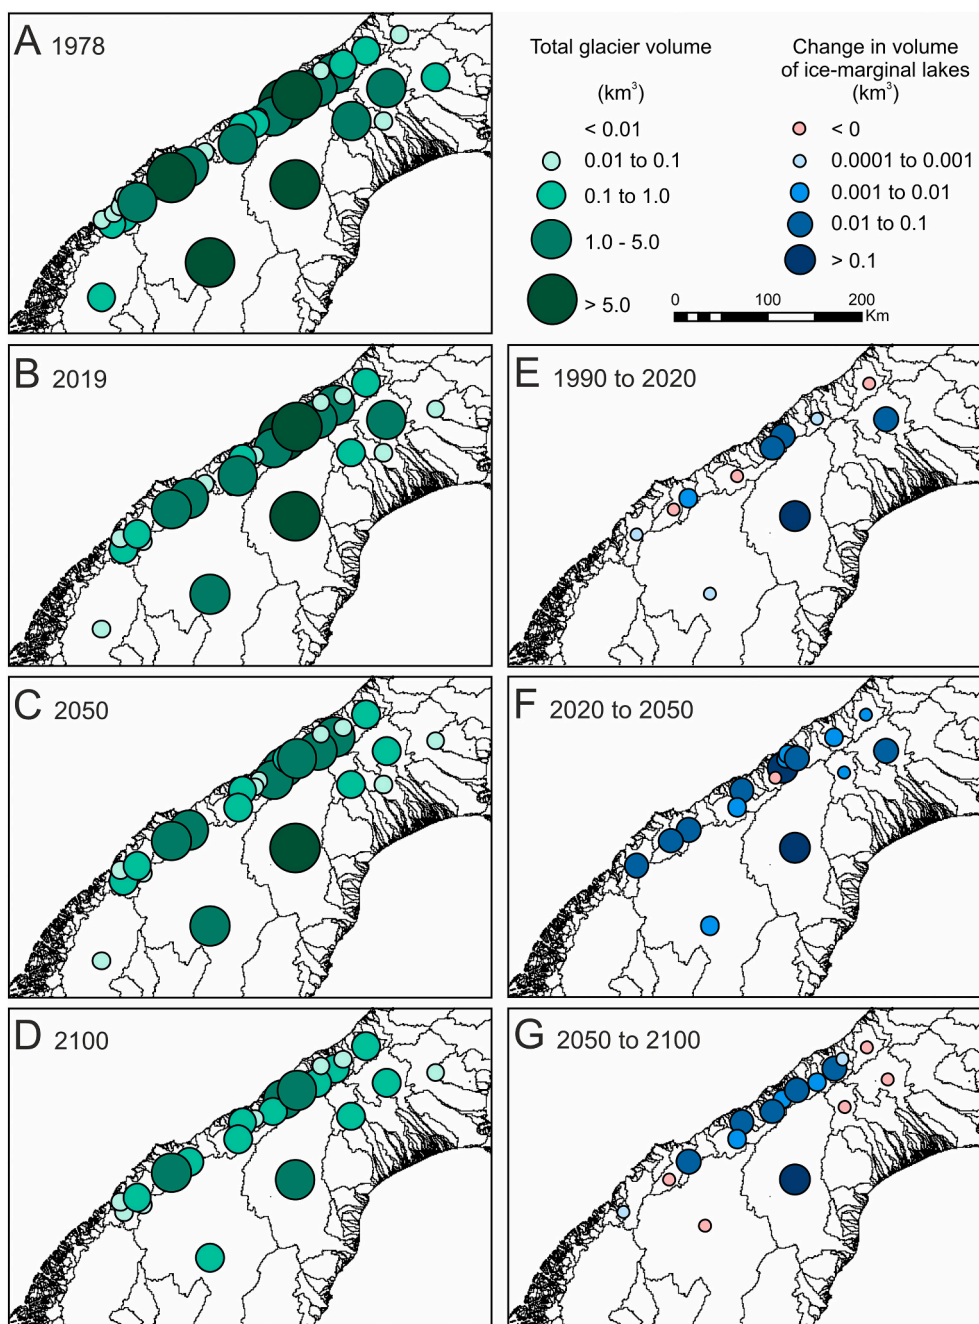 A 1978
Total glacier volume
(km³)
< 0.01
0.01 to 0.1
0.1 to 1.0
1.0 - 5.0
> 5.0
Change in volume
of ice-marginal lakes
(km³)
< 0
0.0001 to 0.001
0.001 to 0.01
0.01 to 0.1
> 0.1
0 100 200
Km
B 2019
E 1990 to 2020
C 2050
F 2020 to 2050
D 2100
G 2050 to 2100